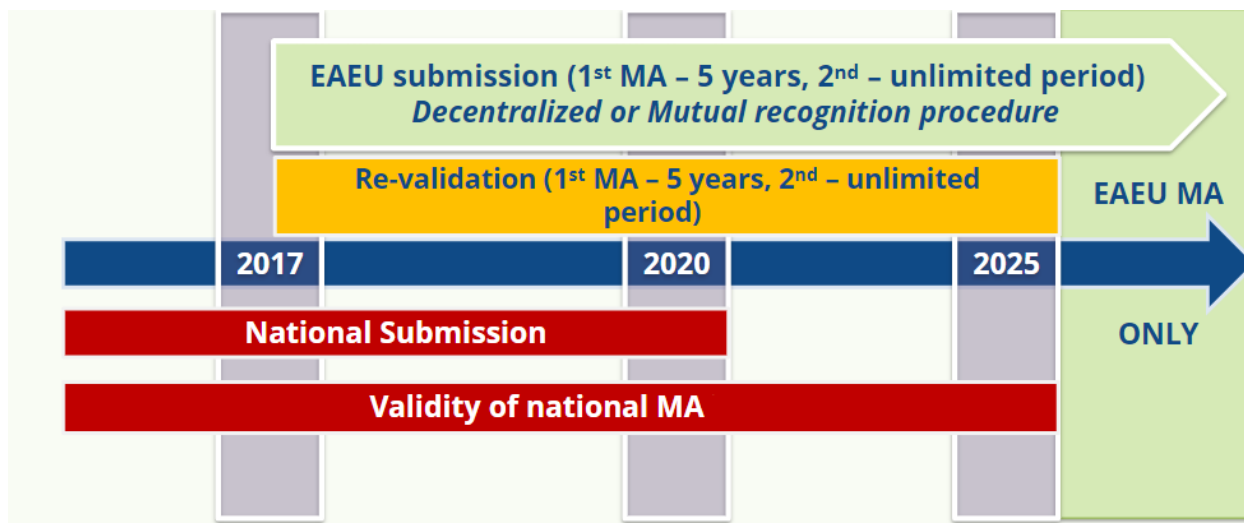 EAEU submission (1st MA – 5 years, 2nd – unlimited period)
Decentralized or Mutual recognition procedure
Re-validation (1st MA – 5 years, 2nd – unlimited
period)
EAEU MA
2017
2020
2025
National Submission
ONLY
Validity of national MA